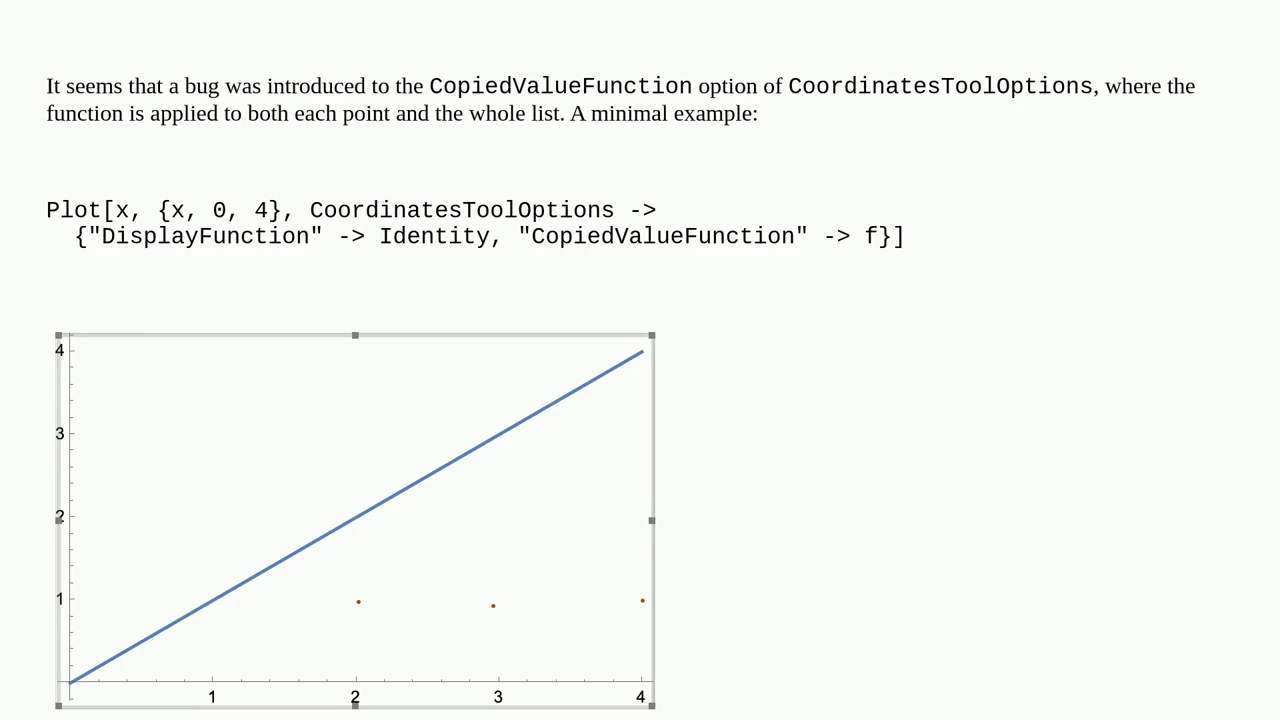 It seems that a bug was introduced to the CopiedValueFunction option of CoordinatesToolOptions, where the
function is applied to both each point and the whole list. A minimal example:
Plot[x, {x, 0, 4}, CoordinatesToolOptions ->
{"DisplayFunction" -> Identity, "CopiedValueFunction" -> f}]
4
3
2
1
1 2 3 4